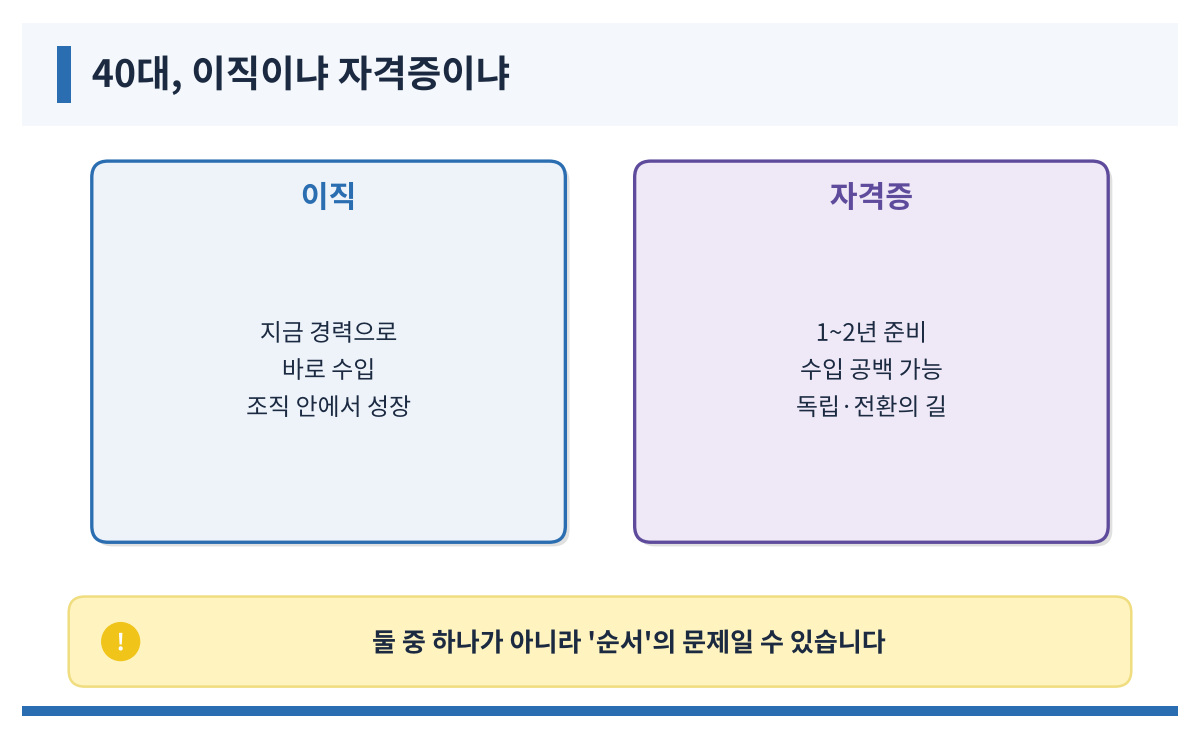 40대, 이직이냐 자격증이냐
이직
지금 경력으로
바로 수입
조직 안에서 성장
자격증
1~2년 준비
수입 공백 가능
독립·전환의 길
!
둘 중 하나가 아니라 '순서'의 문제일 수 있습니다